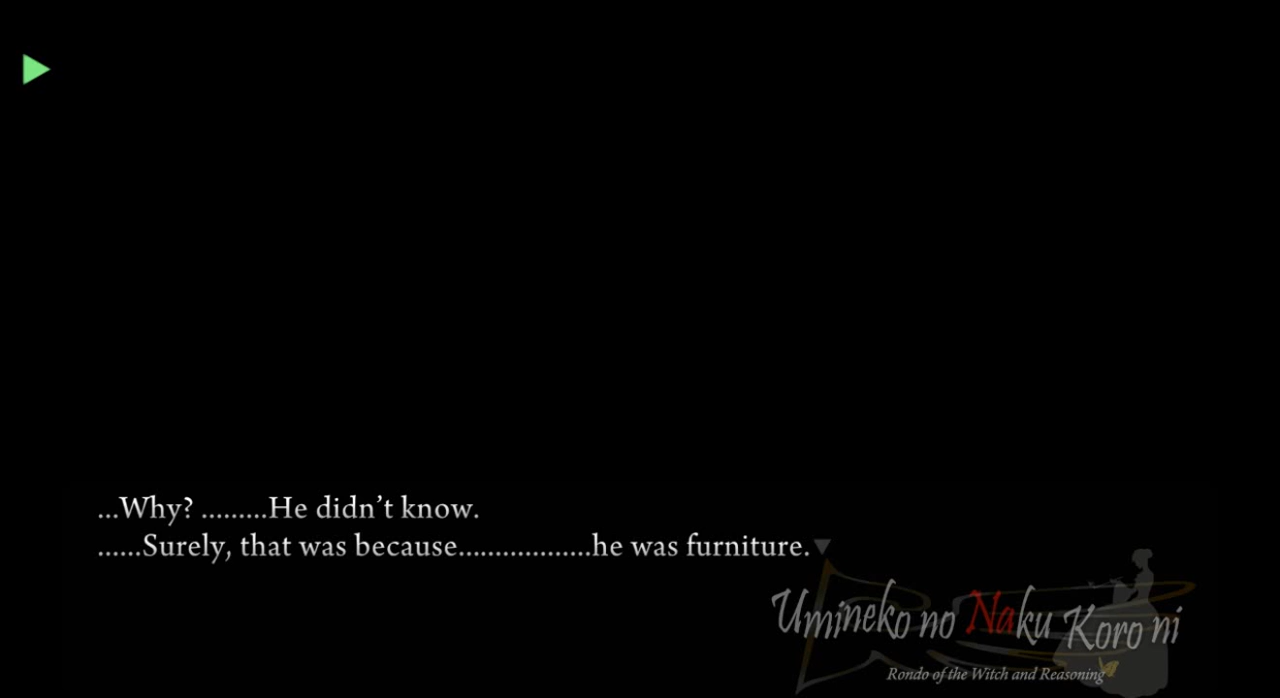 ...Why? .........He didn't know.
......Surely, that was because..................he was furniture.
Umineko no Naku Koro ni
Rondo of the Witch and Reasoning